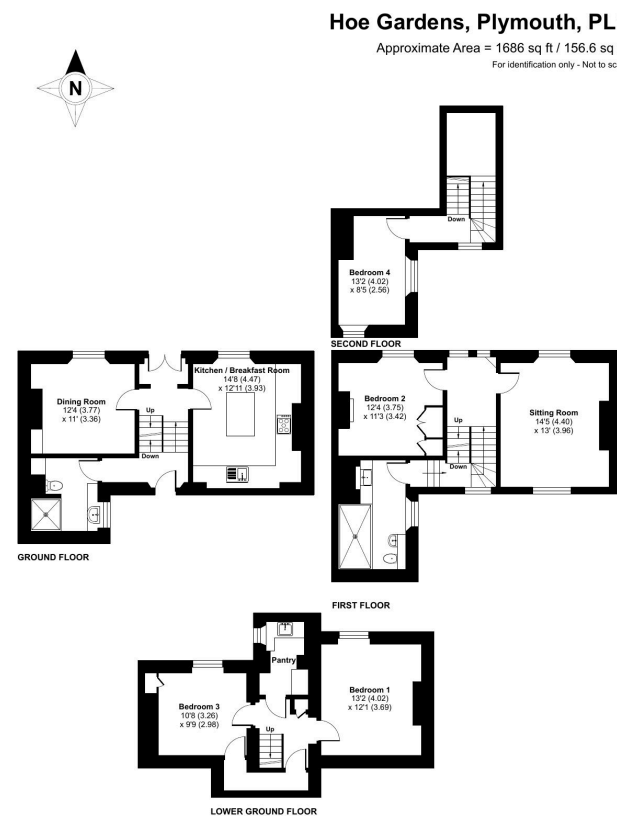 Hoe Gardens, Plymouth, PL
Approximate Area = 1686 sq ft / 156.6 sq
For identification only - Not to sc
N
Down
Bedroom 4
13'2 (4.02)
x 8'5 (2.56)
SECOND FLOOR
Kitchen / Breakfast Room
14'8 (4.47)
x 12'11 (3.93)
Dining Room
12'4 (3.77)
x 11' (3.36)
Up
Down
GROUND FLOOR
Bedroom 2
12'4 (3.75)
x 11'3 (3.42)
Up
Sitting Room
14'5 (4.40)
x 13' (3.96)
Down
FIRST FLOOR
Pantry
Bedroom 1
13'2 (4.02)
x 12'1 (3.69)
Bedroom 3
10'8 (3.26)
x 9'9 (2.98)
Up
LOWER GROUND FLOOR